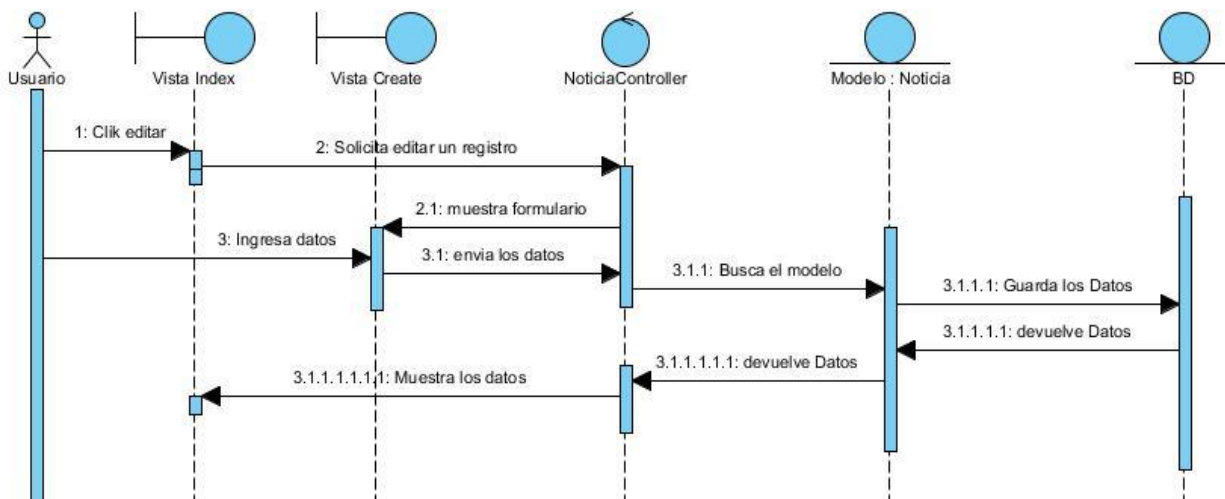 Usuario
Vista Index
Vista Create
NoticiaController
Modelo : Noticia
BD
1: Clik editar
2: Solicita editar un registro
2.1: muestra formulario
3: Ingresa datos
3.1: envia los datos
3.1.1: Busca el modelo
3.1.1.1: Guarda los Datos
3.1.1.1.1: devuelve Datos
3.1.1.1.1.1: devuelve Datos
3.1.1.1.1.1.1: Muestra los datos